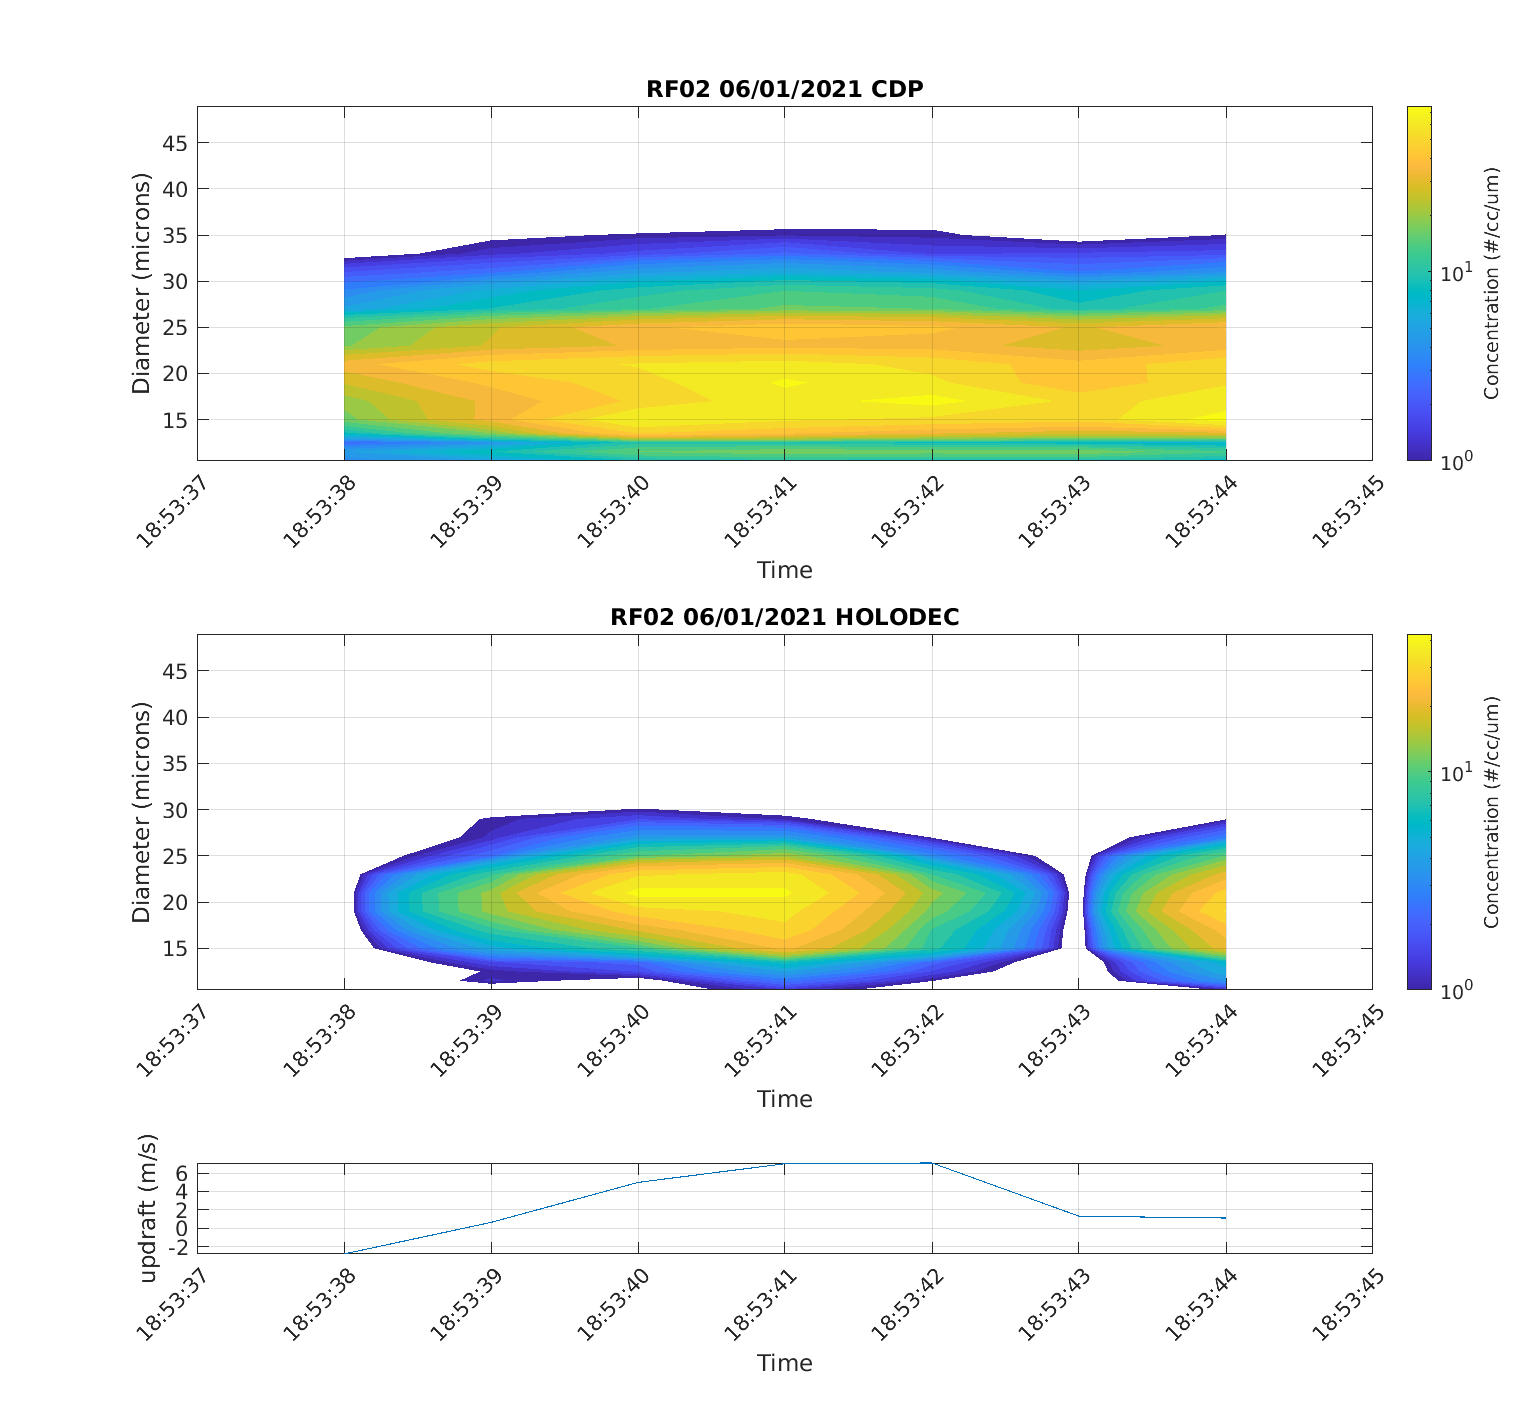 RF02 06/01/2021 CDP
Diameter (microns)
45
40
35
30
25
20
15
18:53:37 18:53:38 18:53:39 18:53:40 18:53:41 18:53:42 18:53:43 18:53:44 18:53:45
Time
10^1
10^0
Concentration (#/cc/um)
RF02 06/01/2021 HOLODEC
Diameter (microns)
45
40
35
30
25
20
15
18:53:37 18:53:38 18:53:39 18:53:40 18:53:41 18:53:42 18:53:43 18:53:44 18:53:45
Time
10^1
10^0
Concentration (#/cc/um)
updraft (m/s)
6
4
2
0
-2
18:53:37 18:53:38 18:53:39 18:53:40 18:53:41 18:53:42 18:53:43 18:53:44 18:53:45
Time